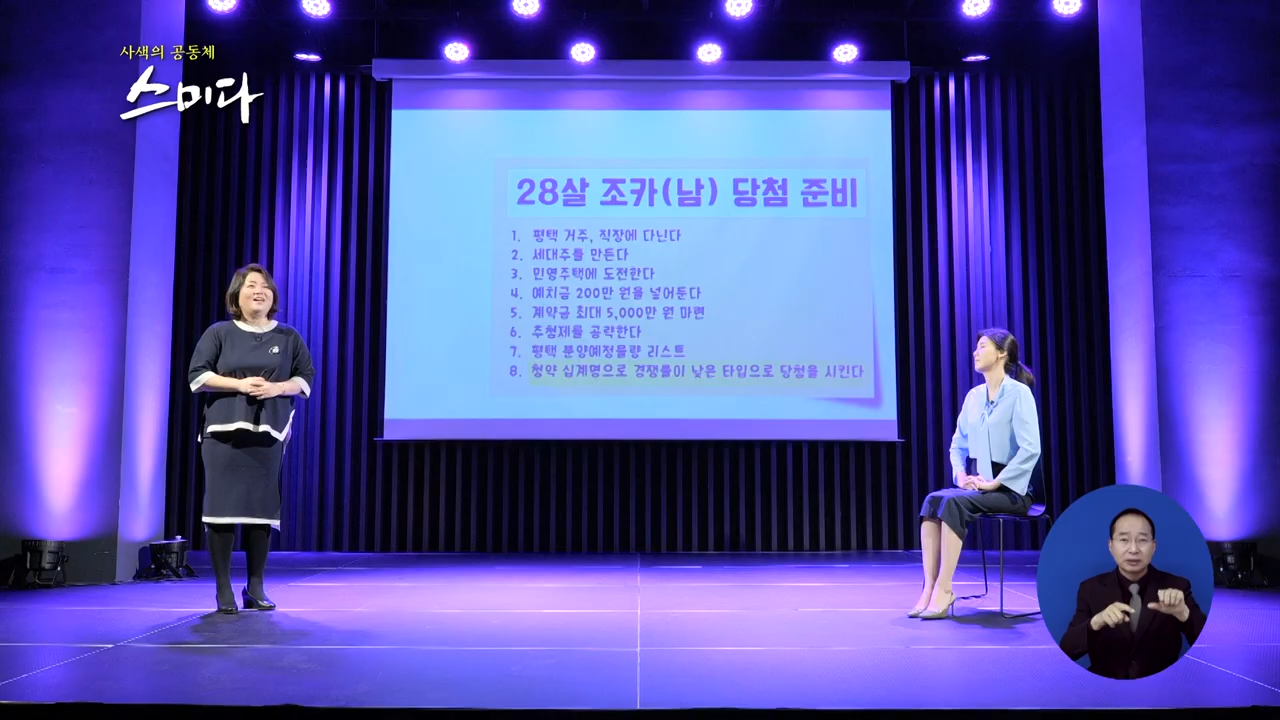 사색의 공동체
스미다
28살 조카(남) 당첨 준비
1. 평택 거주, 직장에 다닌다
2. 세대주를 만든다
3. 민영주택에 도전한다
4. 예치금 200만 원을 넣어둔다
5. 계약금 최대 5,000만 원 마련
6. 추첨제를 공략한다
7. 평택 분양예정물량 리스트
8. 청약 십계명으로 경쟁률이 낮은 타입으로 당첨을 시킨다